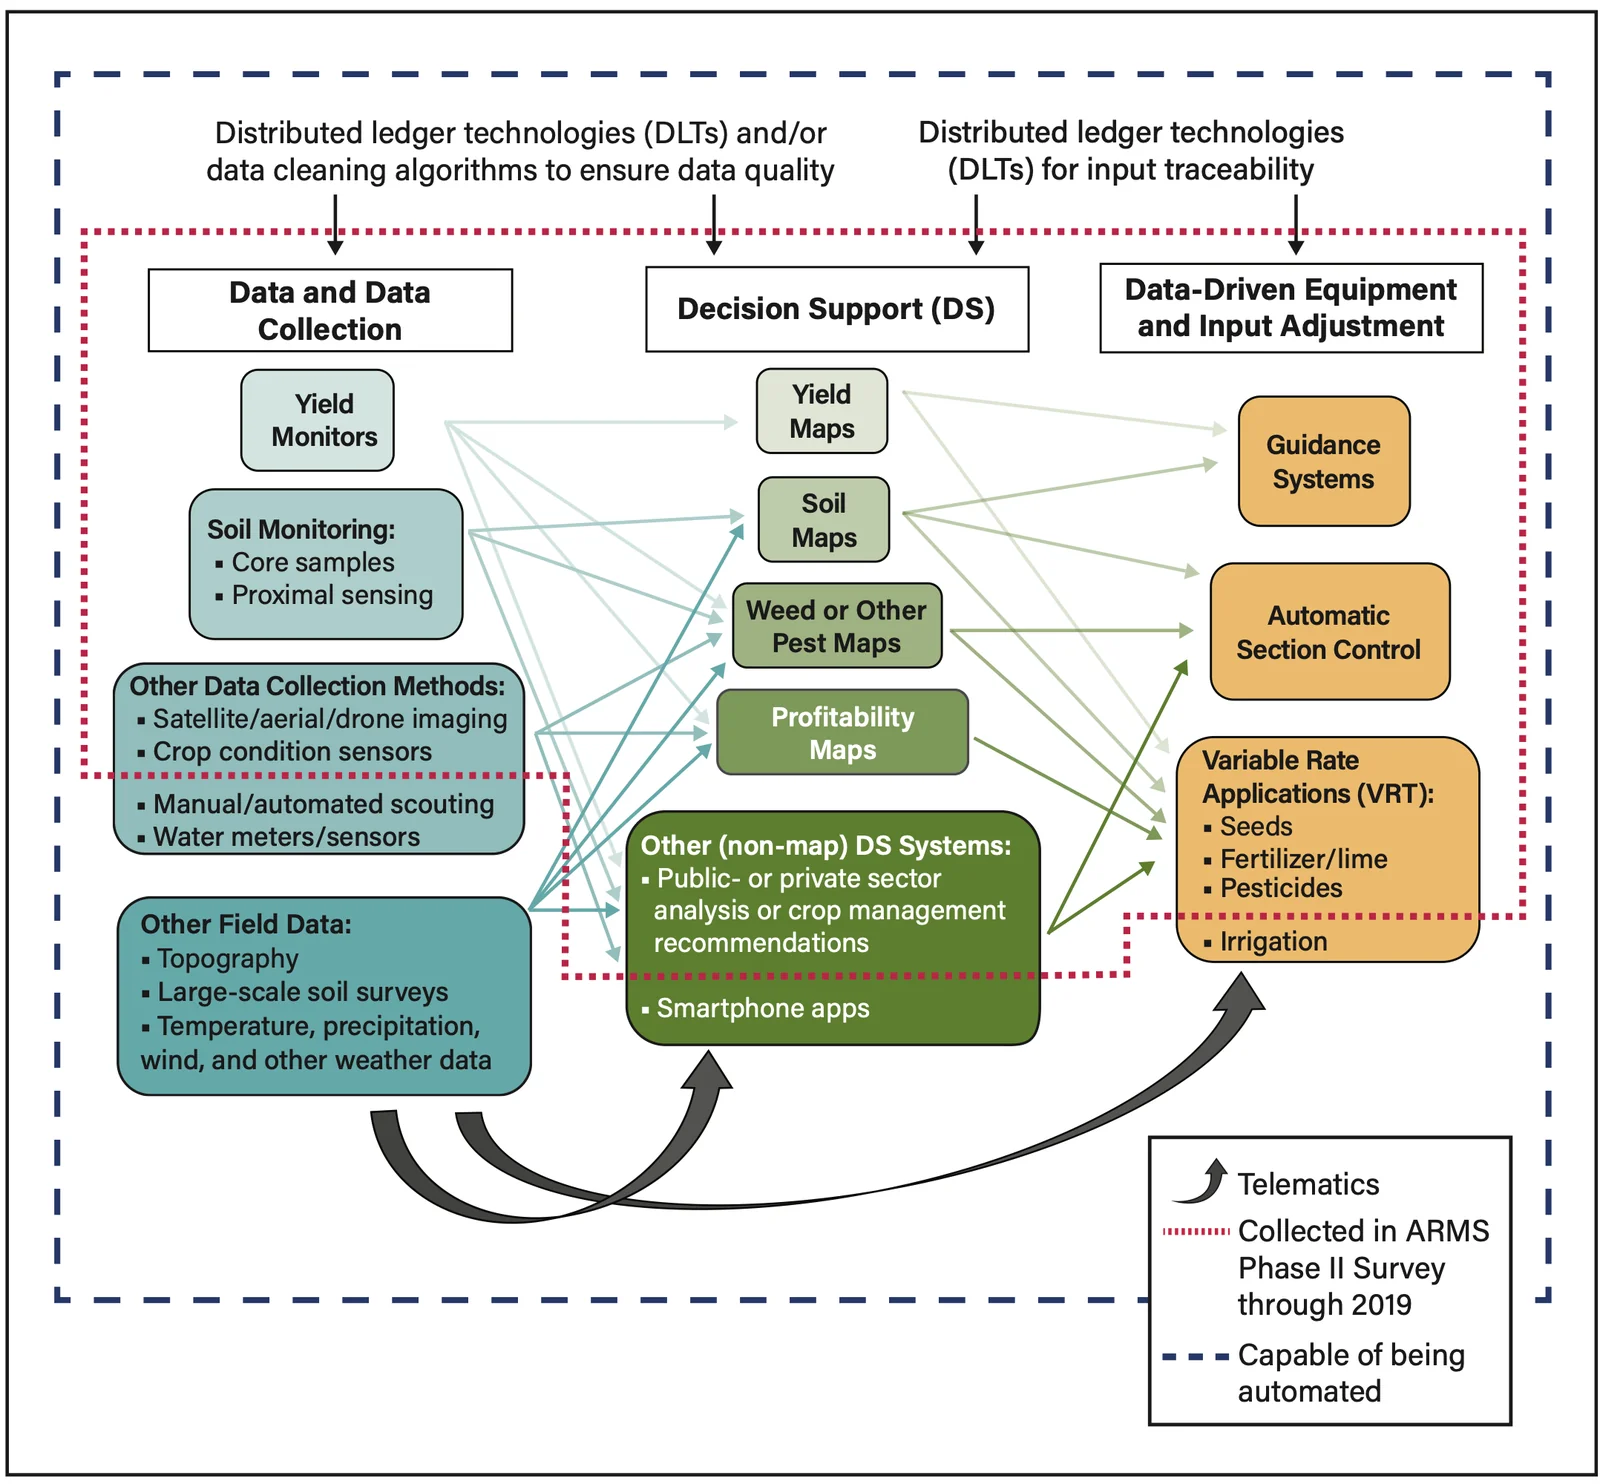 Distributed ledger technologies (DLTs) and/or
data cleaning algorithms to ensure data quality
Distributed ledger technologies
(DLTs) for input traceability
Data and Data
Collection
Decision Support (DS)
Data-Driven Equipment
and Input Adjustment
Yield
Monitors
Soil Monitoring:
▪ Core samples
▪ Proximal sensing
Other Data Collection Methods:
▪ Satellite/aerial/drone imaging
▪ Crop condition sensors
▪ Manual/automated scouting
▪ Water meters/sensors
Other Field Data:
▪ Topography
▪ Large-scale soil surveys
▪ Temperature, precipitation,
wind, and other weather data
Yield
Maps
Soil
Maps
Weed or Other
Pest Maps
Profitability
Maps
Other (non-map) DS Systems:
▪ Public- or private sector
analysis or crop management
recommendations
▪ Smartphone apps
Guidance
Systems
Automatic
Section Control
Variable Rate
Applications (VRT):
▪ Seeds
▪ Fertilizer/lime
▪ Pesticides
▪ Irrigation
Telematics
Collected in ARMS
Phase II Survey
through 2019
Capable of being
automated